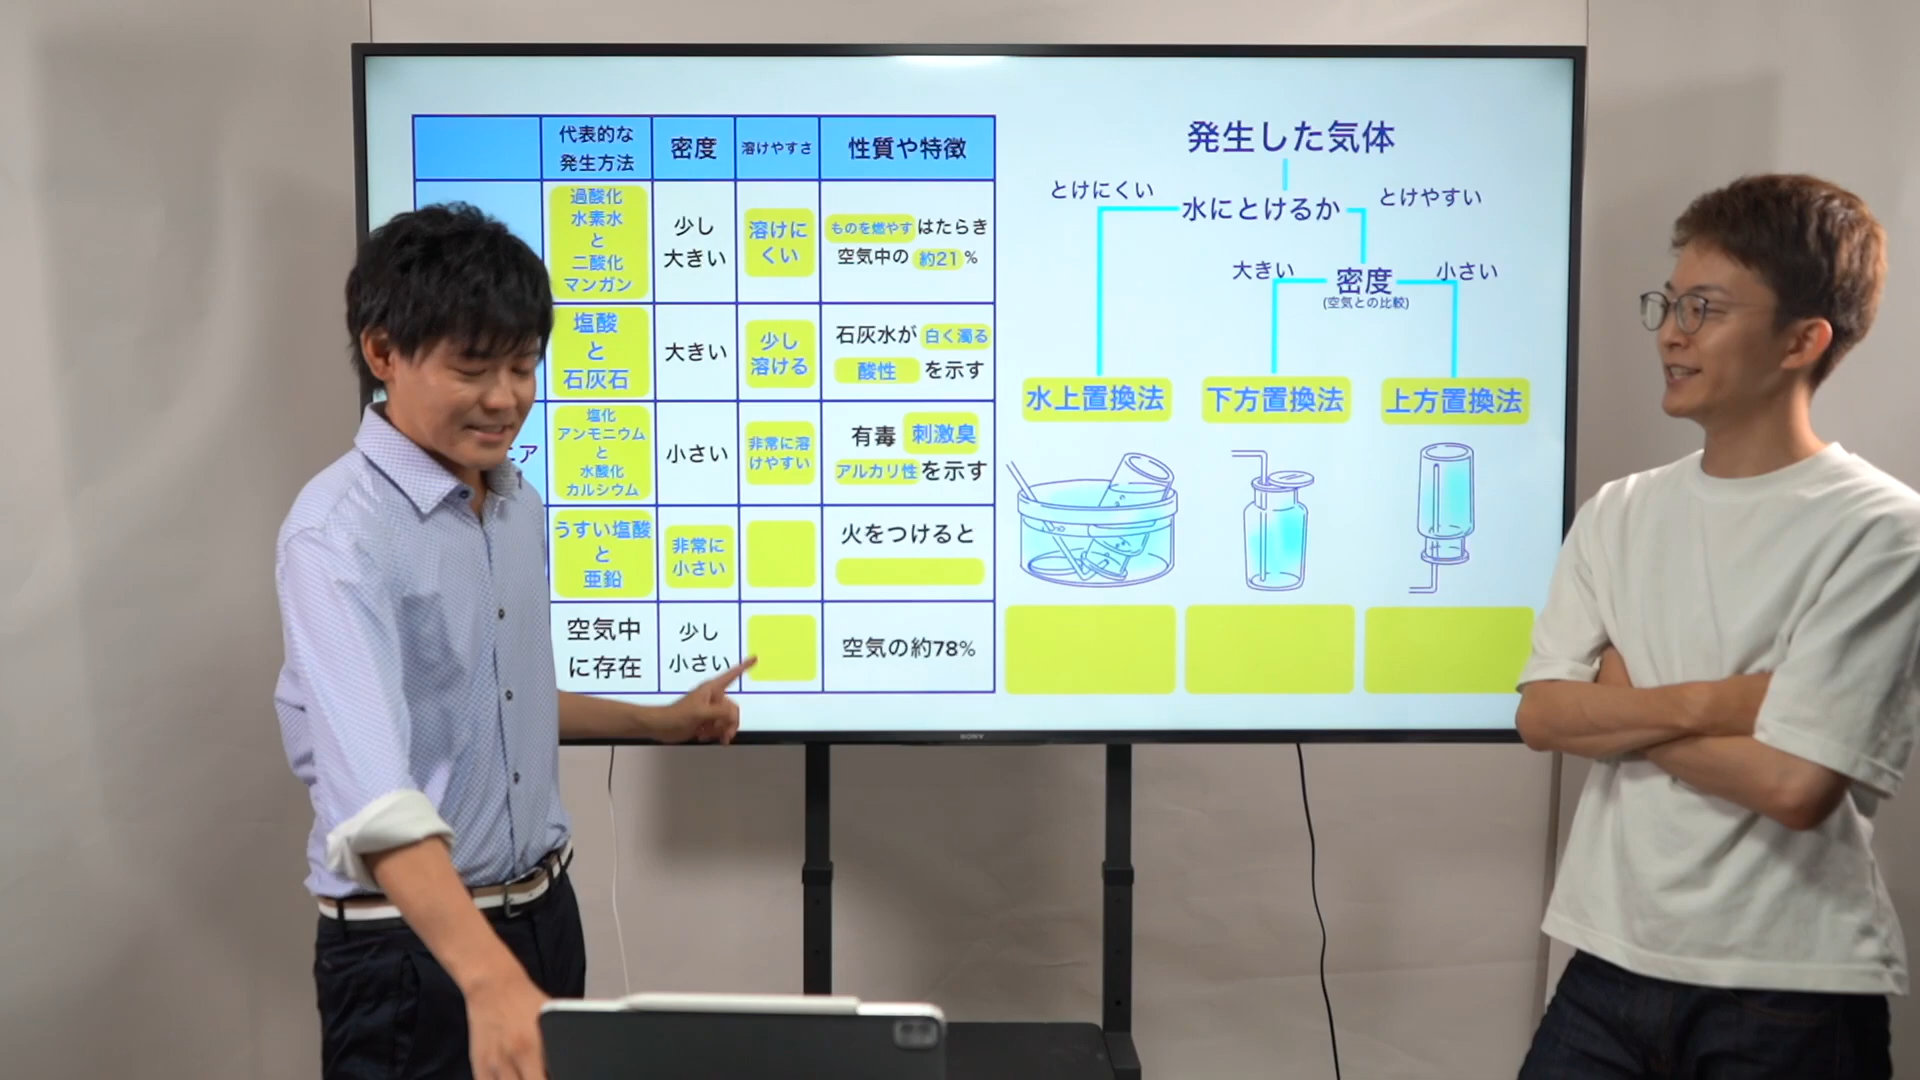 代表的な
発生方法
密度
溶けやすさ
性質や特徴
過酸化
水素水
と
二酸化
マンガン
少し
大きい
溶けに
くい
ものを燃やす はたらき
空気中の 約21 %
塩酸
と
石灰石
大きい
少し
溶ける
石灰水が 白く濁る
酸性 を示す
ニア
塩化
アンモニウム
と
水酸化
カルシウム
小さい
非常に溶
けやすい
有毒 刺激臭
アルカリ性 を示す
うすい塩酸
と
亜鉛
非常に
小さい
火をつけると
空気中
に存在
少し
小さい
空気の約78%
発生した気体
とけにくい
水にとけるか
とけやすい
大きい
密度
小さい
(空気との比較)
水上置換法
下方置換法
上方置換法
SONY